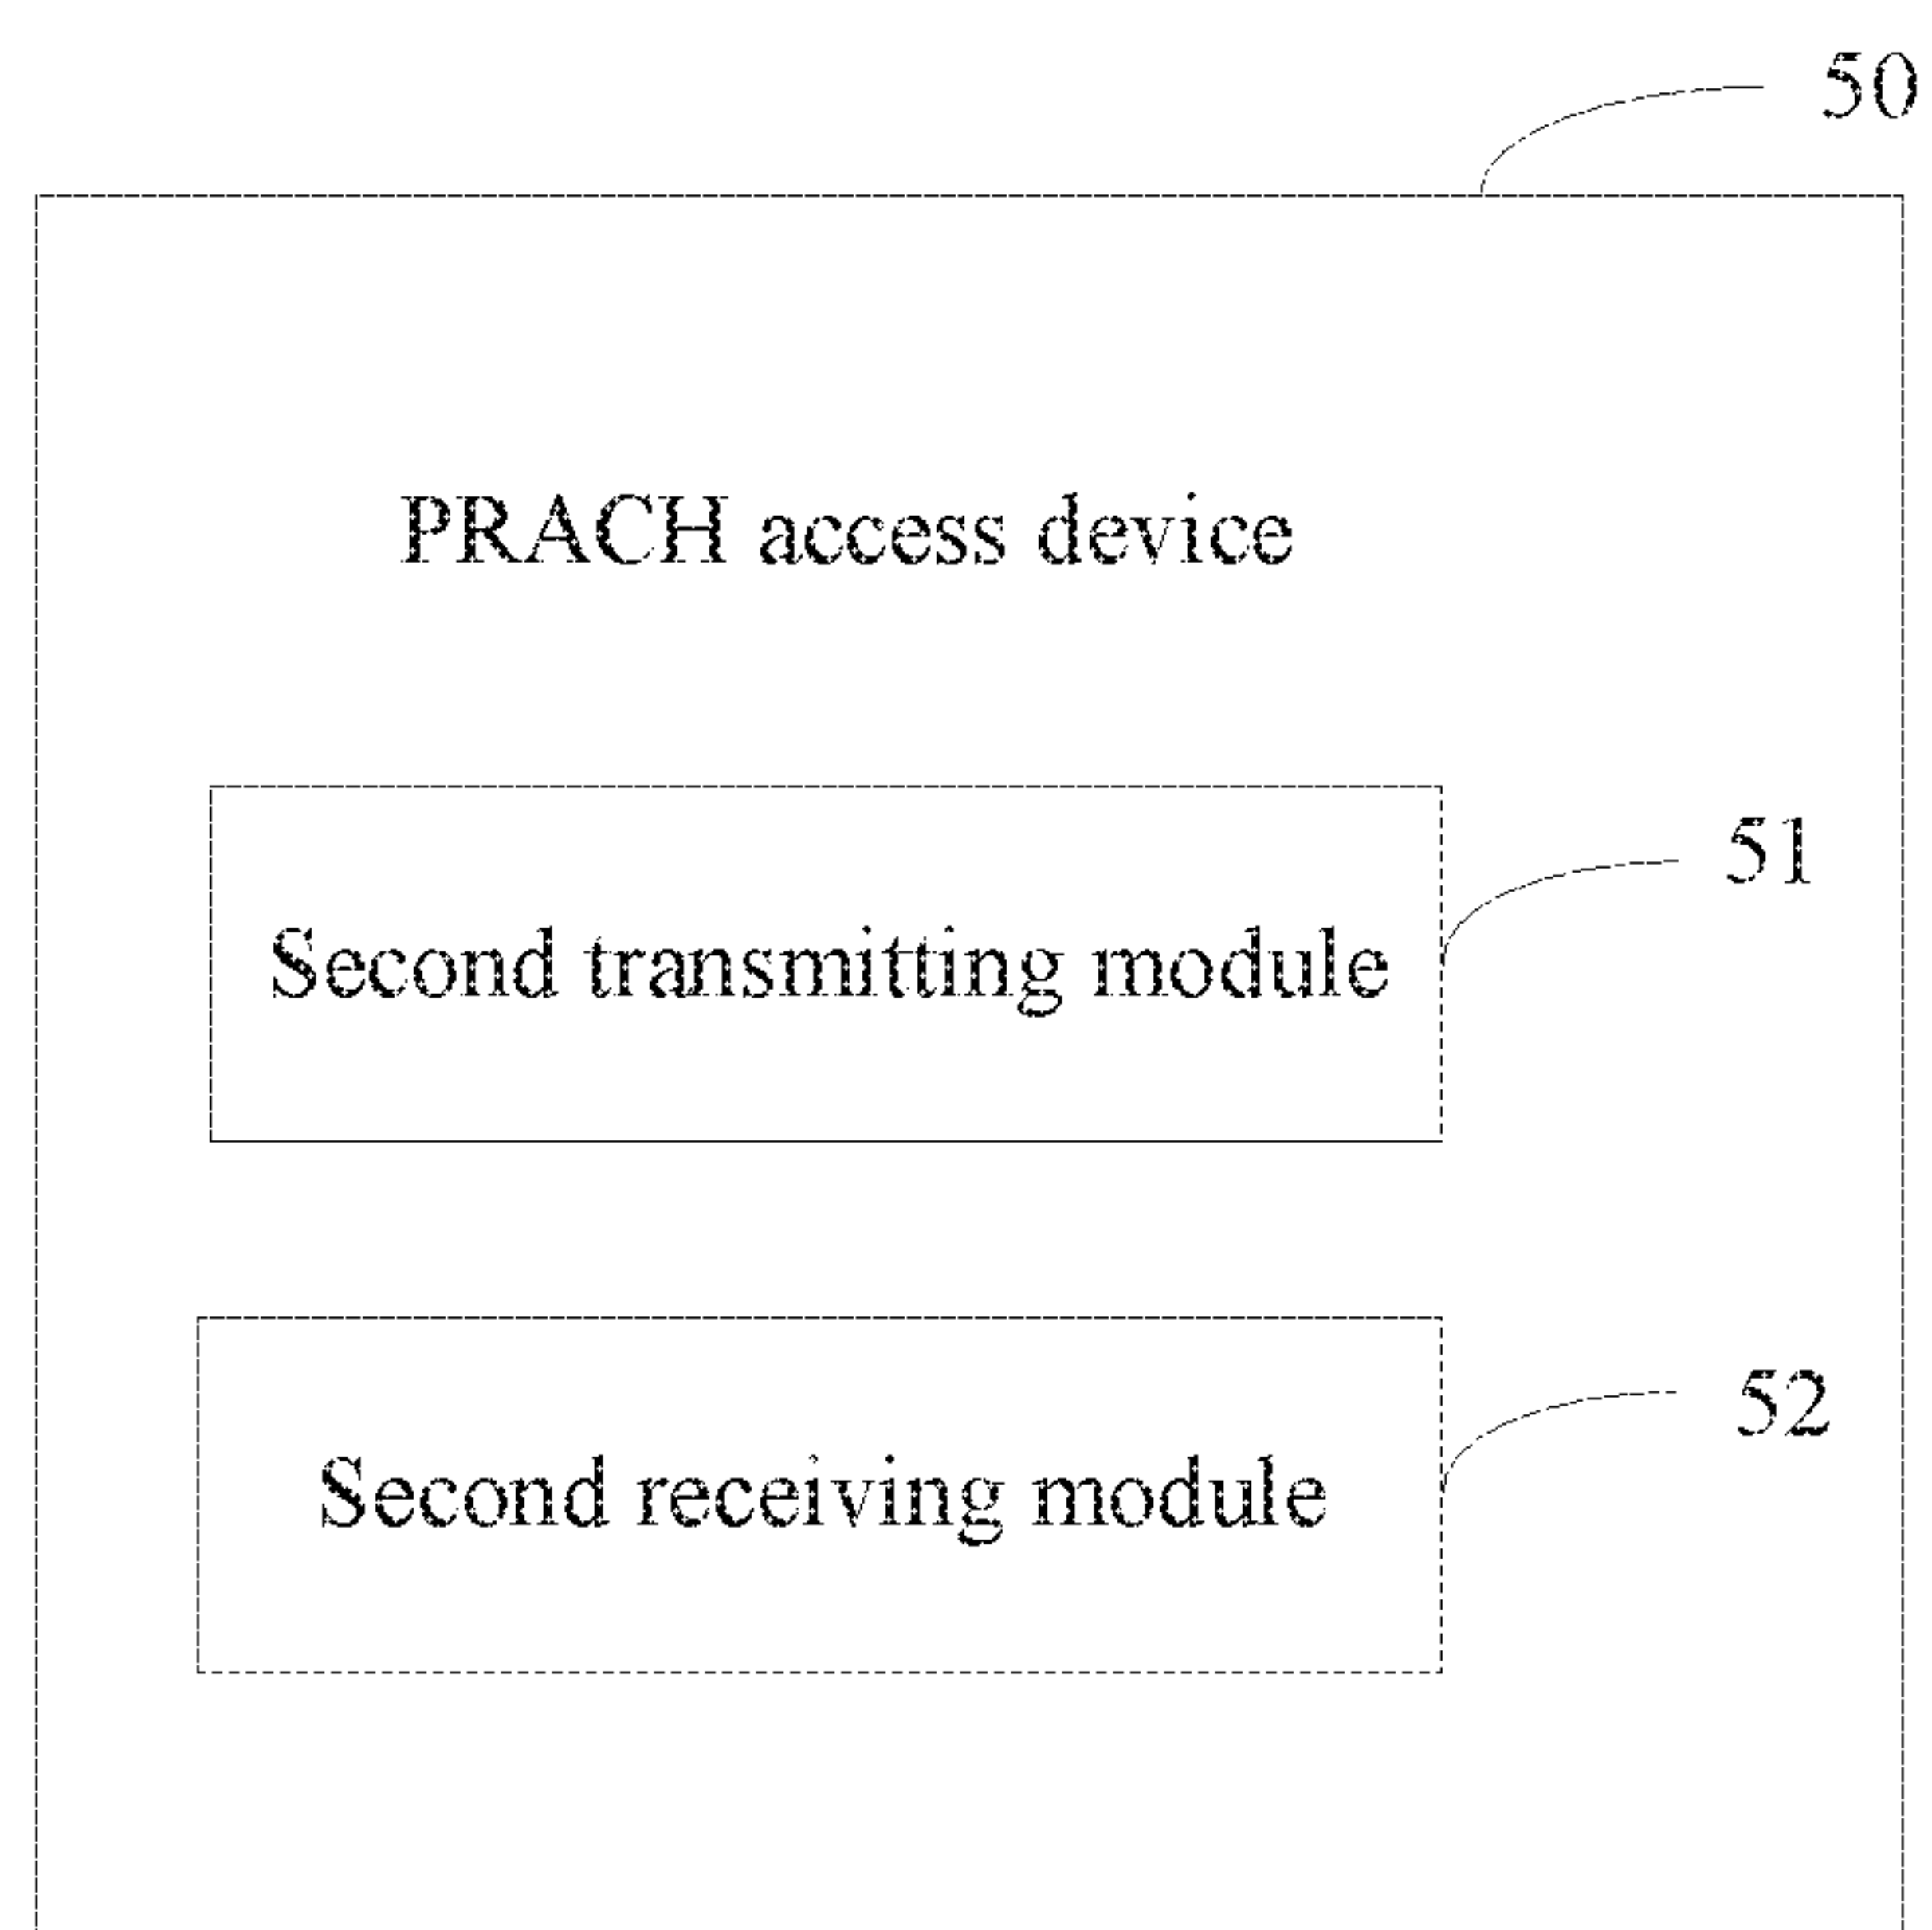 50
PRACH access device
51
Second transmitting module
52
Second receiving module